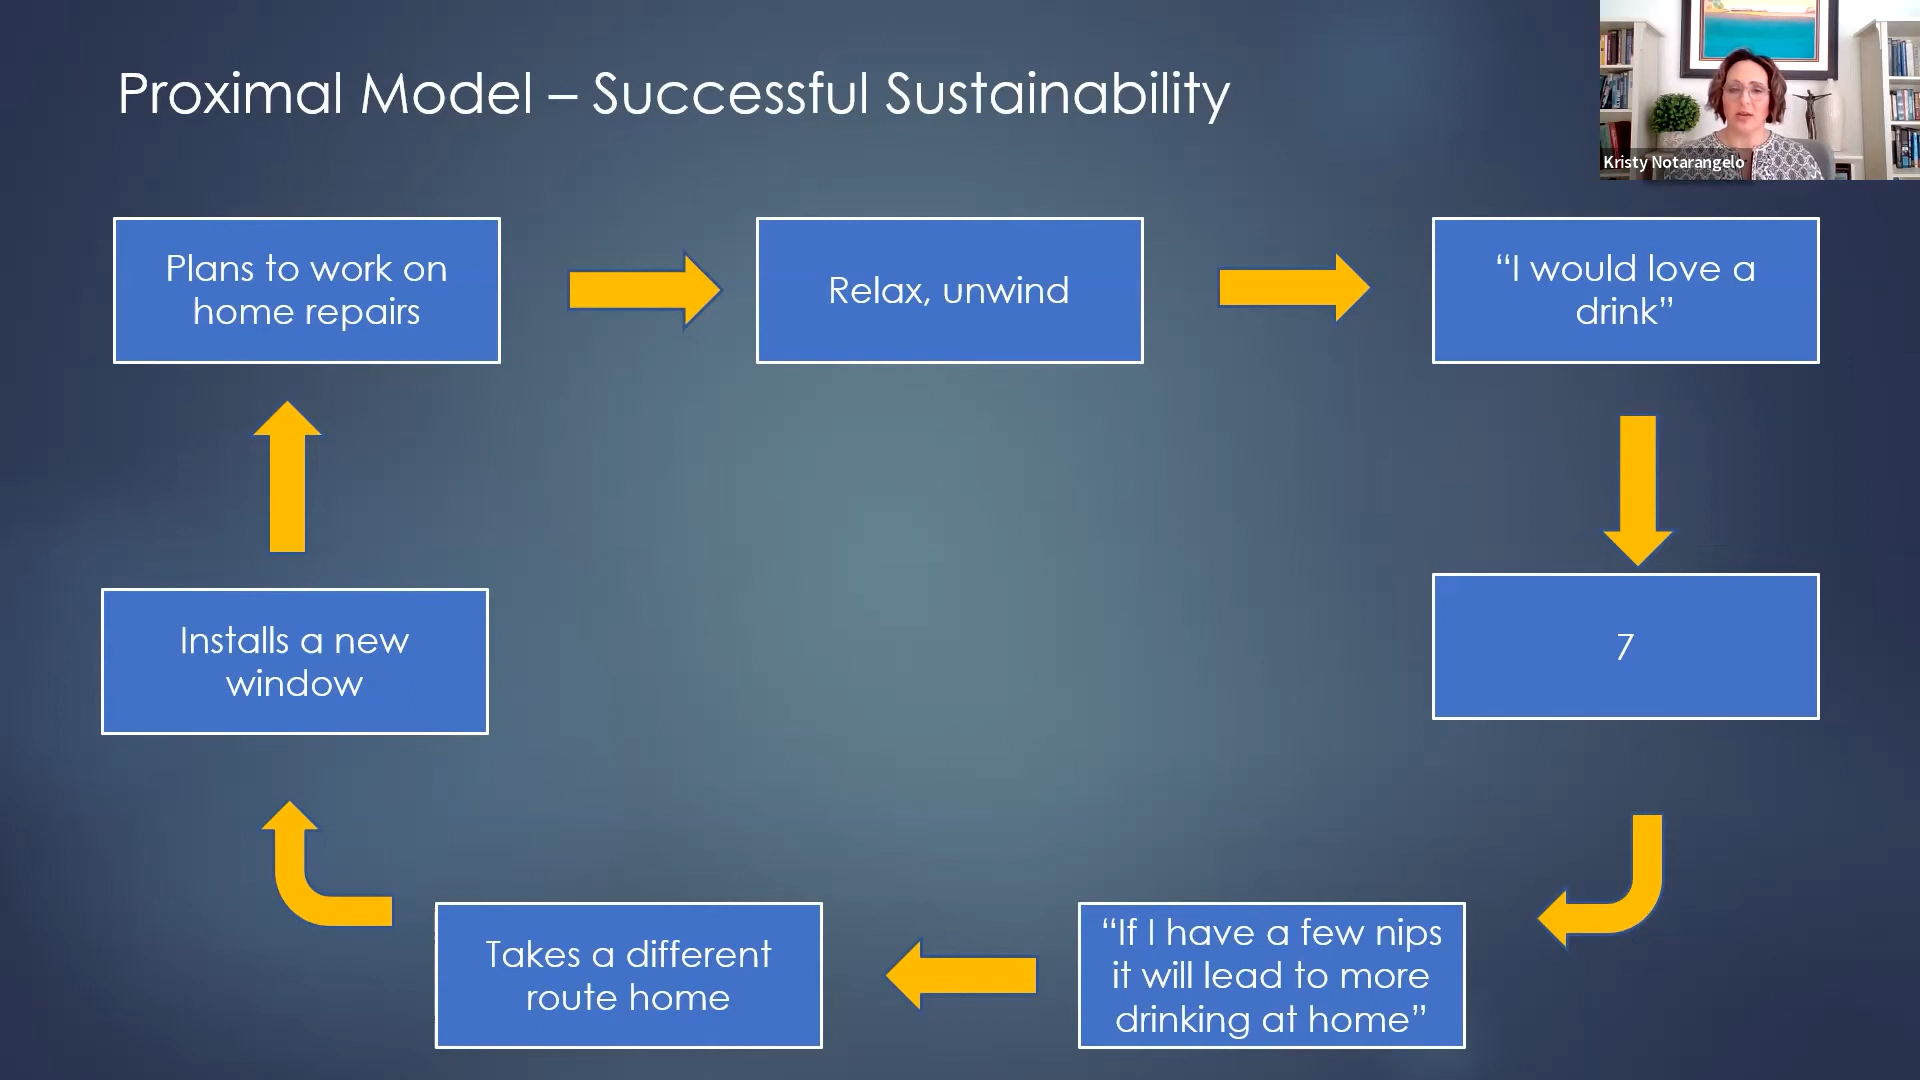 Proximal Model – Successful Sustainability
Kristy Notarangelo
Plans to work on
home repairs
Relax, unwind
“I would love a
drink”
7
“If I have a few nips
it will lead to more
drinking at home”
Takes a different
route home
Installs a new
window